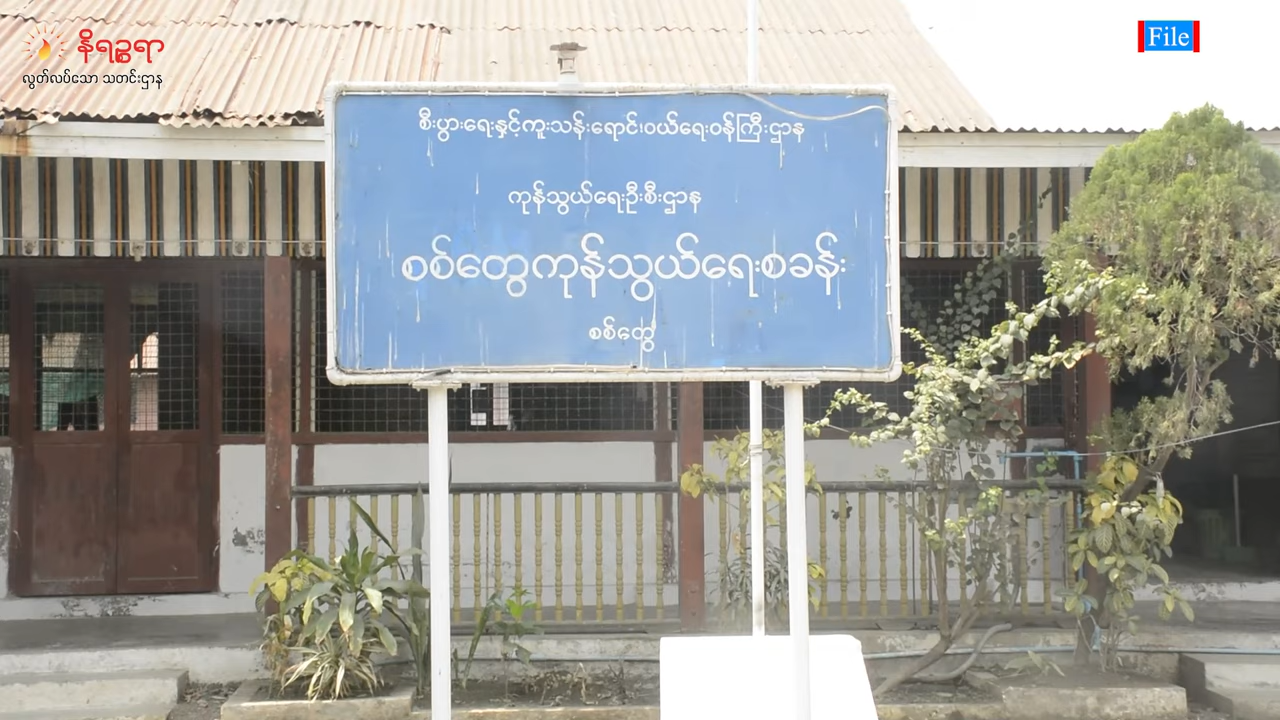 နိရဉ္စရာ
လွတ်လပ်သော သတင်းဌာန
File
စီးပွားရေးနှင့်ကူးသန်းရောင်းဝယ်ရေးဝန်ကြီးဌာန
ကုန်သွယ်ရေးဦးစီးဌာန
စစ်တွေကုန်သွယ်ရေးစခန်း
စစ်တွေ